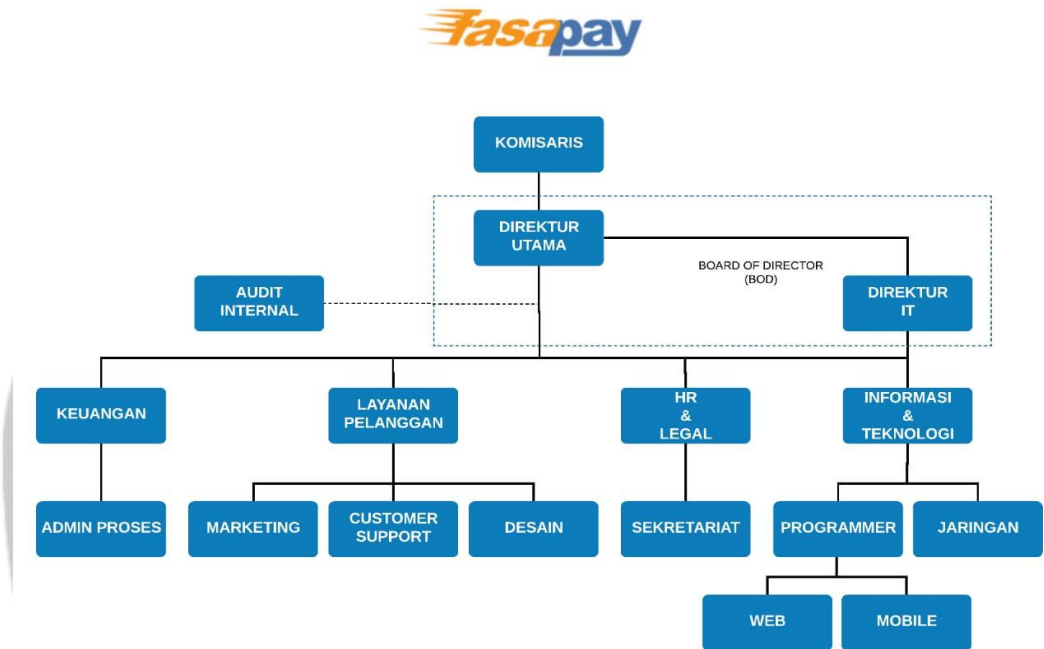 fasapay
KOMISARIS
DIREKTUR
UTAMA
BOARD OF DIRECTOR
(BOD)
AUDIT
INTERNAL
DIREKTUR
IT
KEUANGAN
LAYANAN
PELANGGAN
HR
&
LEGAL
INFORMASI
&
TEKNOLOGI
ADMIN PROSES
MARKETING
CUSTOMER
SUPPORT
DESAIN
SEKRETARIAT
PROGRAMMER
JARINGAN
WEB
MOBILE